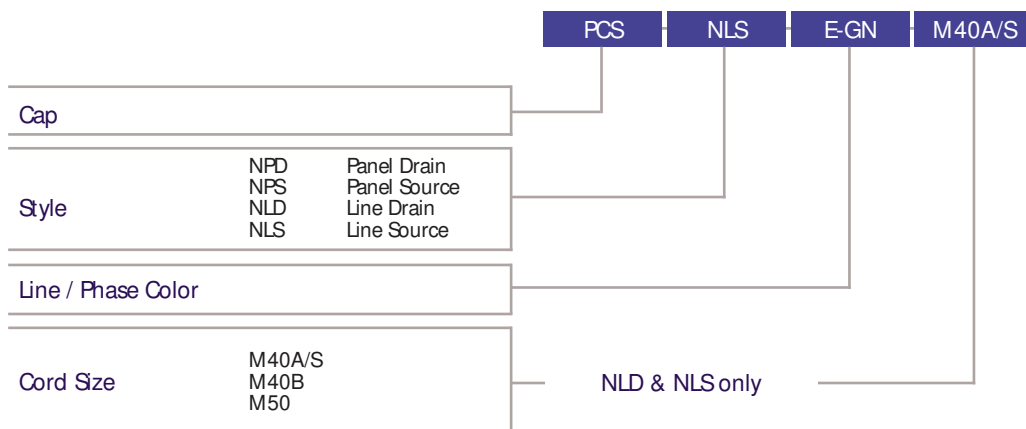 PCS NLS E-GN M40A/S
Cap
Style
NPD Panel Drain
NPS Panel Source
NLD Line Drain
NLS Line Source
Line / Phase Color
Cord Size
M40A/S
M40B
M50
NLD & NLS only